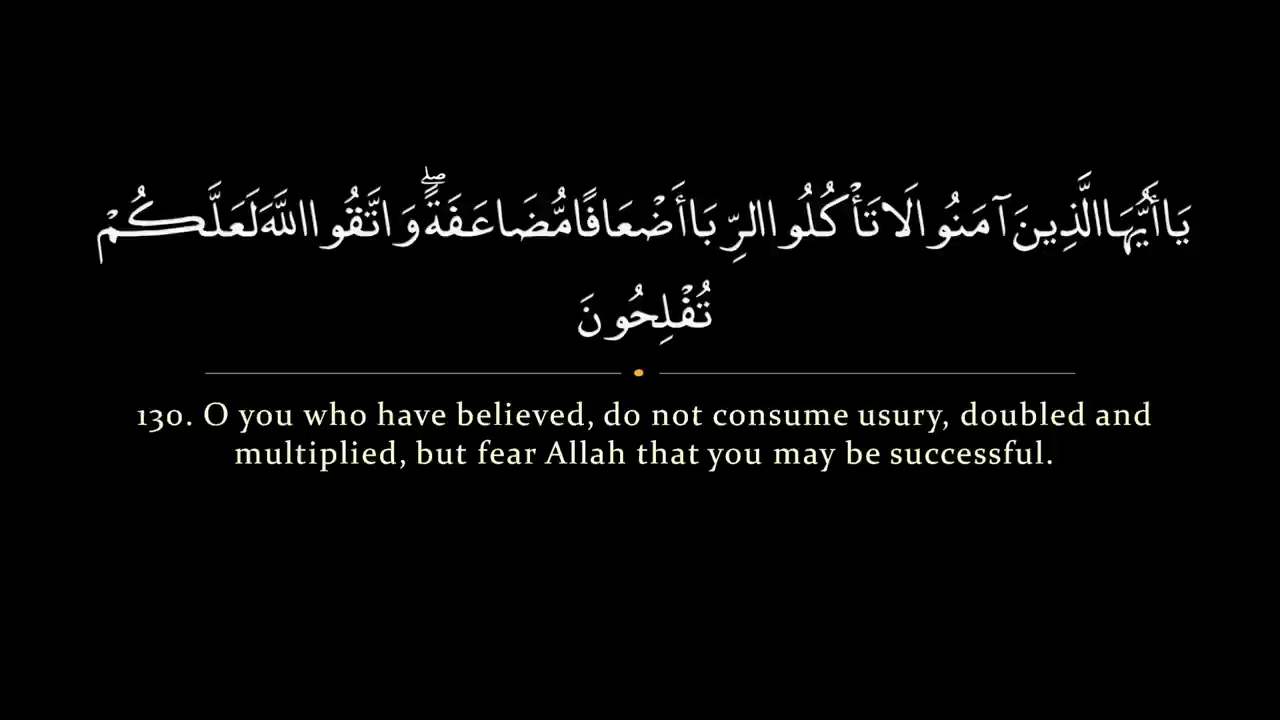 يَا أَيُّهَا الَّذِينَ آمَنُوا لَا تَأْكُلُوا الرِّبَا أَضْعَافًا مُّضَاعَفَةً ۖ وَاتَّقُوا اللَّهَ لَعَلَّكُمْ
تُفْلِحُونَ
130. O you who have believed, do not consume usury, doubled and
multiplied, but fear Allah that you may be successful.